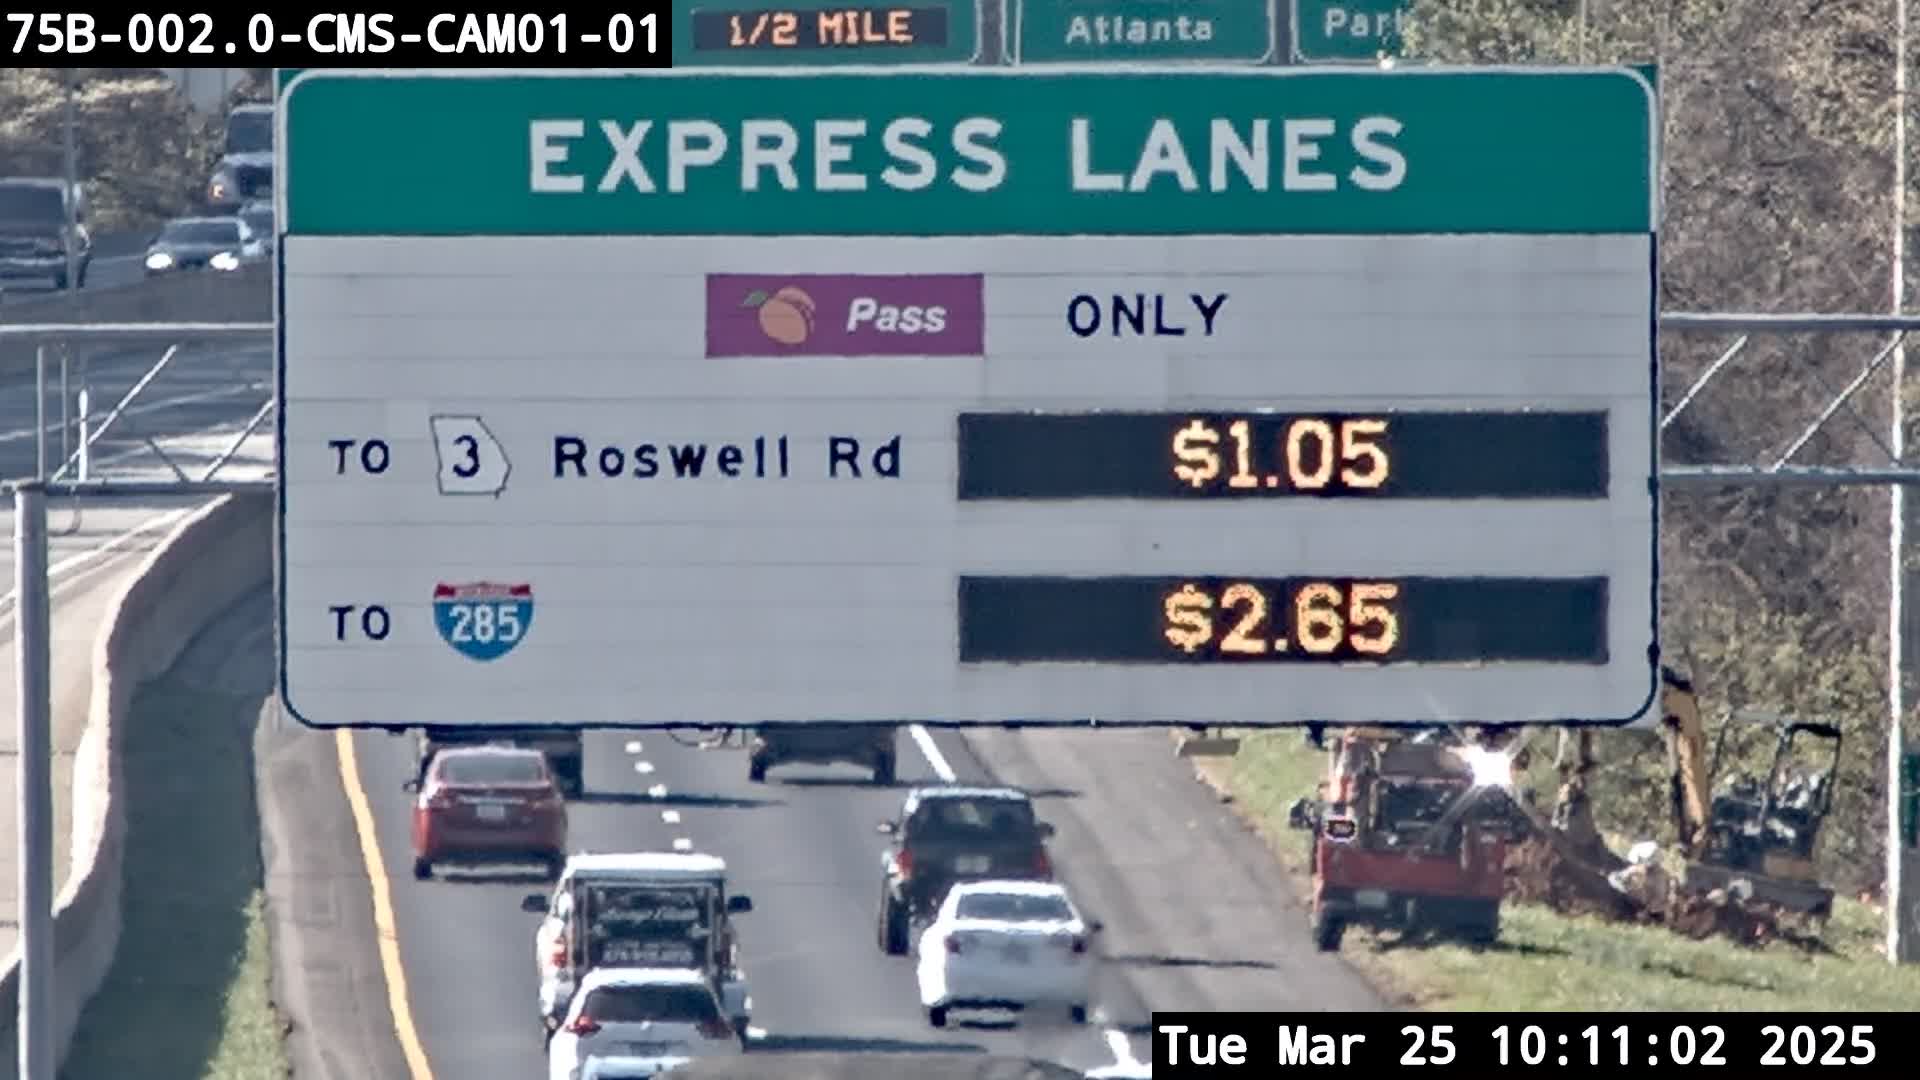 75B-002.0-CMS-CAM01-01
1/2 MILE
Atlanta
Park
EXPRESS LANES
Pass ONLY
TO 3 Roswell Rd $1.05
TO 285 $2.65
Tue Mar 25 10:11:02 2025